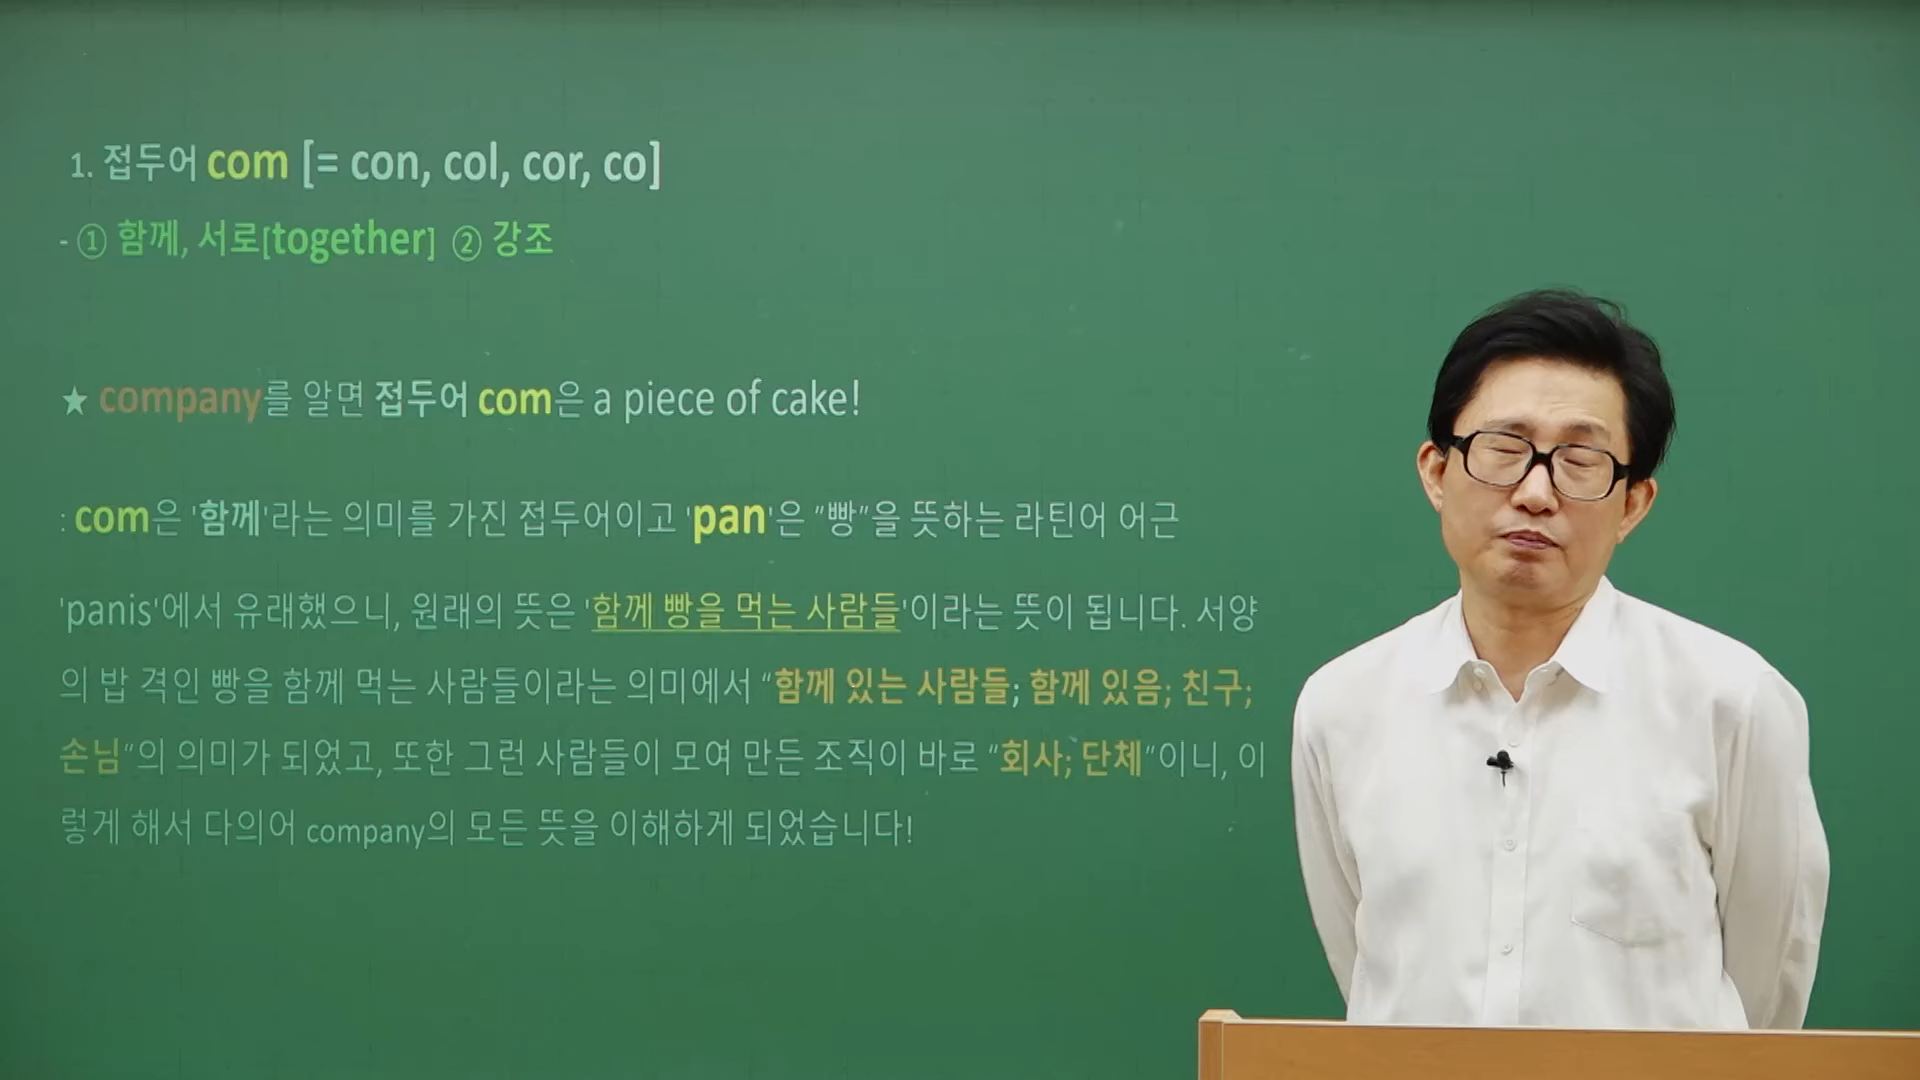 1. 접두어 com [= con, col, cor, co]
- ① 함께, 서로[together] ② 강조
★ company를 알면 접두어 com은 a piece of cake!
: com은 '함께'라는 의미를 가진 접두어이고 'pan'은 "빵"을 뜻하는 라틴어 어근
'panis'에서 유래했으니, 원래의 뜻은 '함께 빵을 먹는 사람들'이라는 뜻이 됩니다. 서양
의 밥 격인 빵을 함께 먹는 사람들이라는 의미에서 "함께 있는 사람들; 함께 있음; 친구;
손님"의 의미가 되었고, 또한 그런 사람들이 모여 만든 조직이 바로 "회사; 단체"이니, 이
렇게 해서 다의어 company의 모든 뜻을 이해하게 되었습니다!